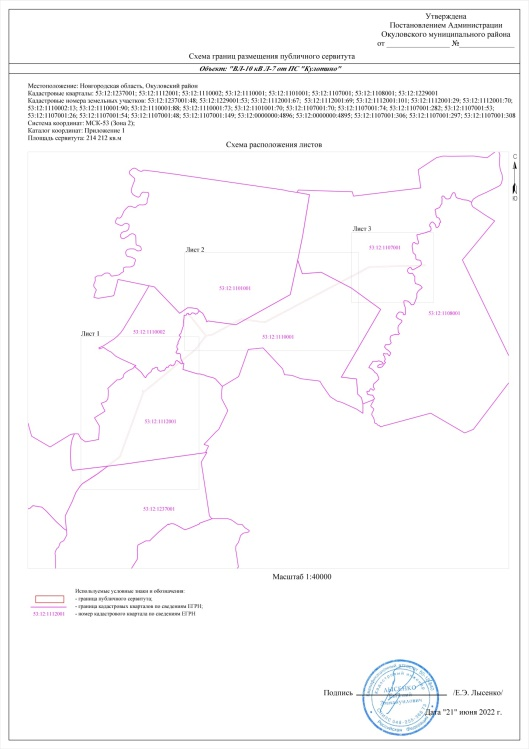 Утверждена
Постановлением Администрации
Окуловского муниципального района
от _________________ №_____________
Схема границ размещения публичного сервитута
Объект: "ВЛ-10 кВ Л-7 от ПС "Кулотино"
Местоположение: Новгородская область, Окуловский район
Кадастровые кварталы: 53:12:1237001; 53:12:1112001; 53:12:1110002; 53:12:1110001; 53:12:1101001; 53:12:1107001; 53:12:1108001; 53:12:1229001
Кадастровые номера земельных участков: 53:12:1237001:48; 53:12:1229001:53; 53:12:1112001:67; 53:12:1112001:69; 53:12:1112001:101; 53:12:1112001:29; 53:12:1112001:70;
53:12:1110002:13; 53:12:1110001:90; 53:12:1110001:88; 53:12:1110001:73; 53:12:1101001:70; 53:12:1107001:70; 53:12:1107001:74; 53:12:1107001:282; 53:12:1107001:53;
53:12:1107001:26; 53:12:1107001:54; 53:12:1107001:48; 53:12:1107001:149; 53:12:0000000:4896; 53:12:0000000:4895; 53:12:1107001:306; 53:12:1107001:297; 53:12:1107001:308
Система координат: МСК-53 (Зона 2);
Каталог координат: Приложение 1
Площадь сервитута: 214 212 кв.м
Схема расположения листов
С
Ю
Лист 3
53:12:1107001
Лист 2
53:12:1101001
53:12:1108001
Лист 1
53:12:1110002
53:12:1110001
53:12:1112001
53:12:1237001
Масштаб 1:40000
Используемые условные знаки и обозначения:
- граница публичного сервитута;
- граница кадастровых кварталов по сведениям ЕГРН;
53:12:1112001 - номер кадастрового квартала по сведениям ЕГРН
Подпись
/Е.Э. Лысенко/
ЛЫСЕНКО
Дата "21" июня 2022 г.